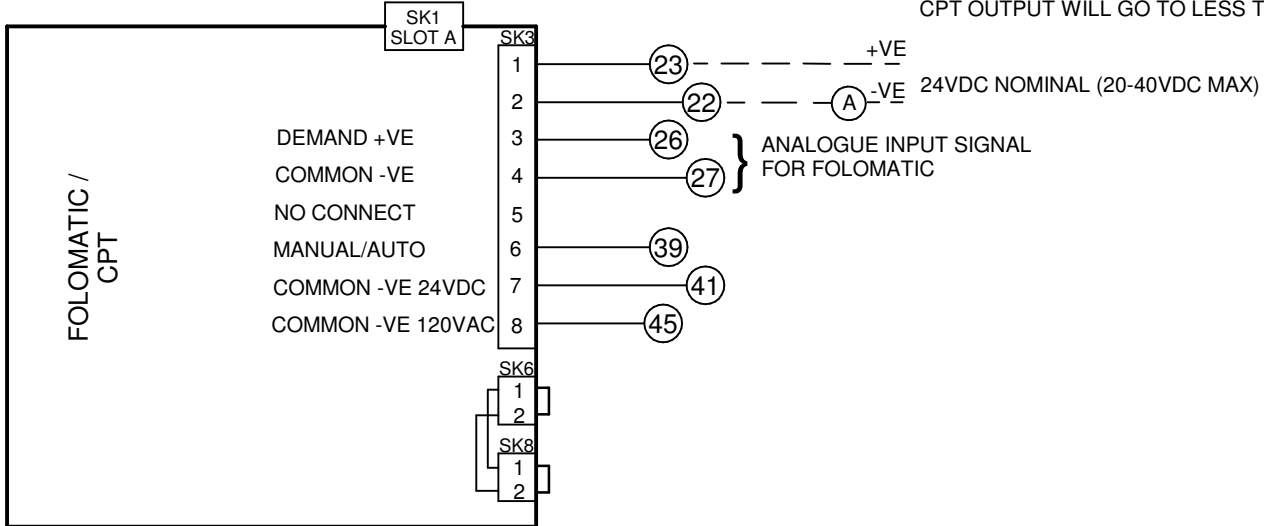 CPT OUTPUT WILL GO TO LESS T
SK1
SLOT A
SK3
1 23 +VE
2 22 A -VE 24VDC NOMINAL (20-40VDC MAX)
DEMAND +VE 3 26
COMMON -VE 4 27
ANALOGUE INPUT SIGNAL
FOR FOLOMATIC
NO CONNECT 5
MANUAL/AUTO 6 39
COMMON -VE 24VDC 7 41
COMMON -VE 120VAC 8 45
FOLOMATIC /
CPT
SK6
1
2
SK8
1
2